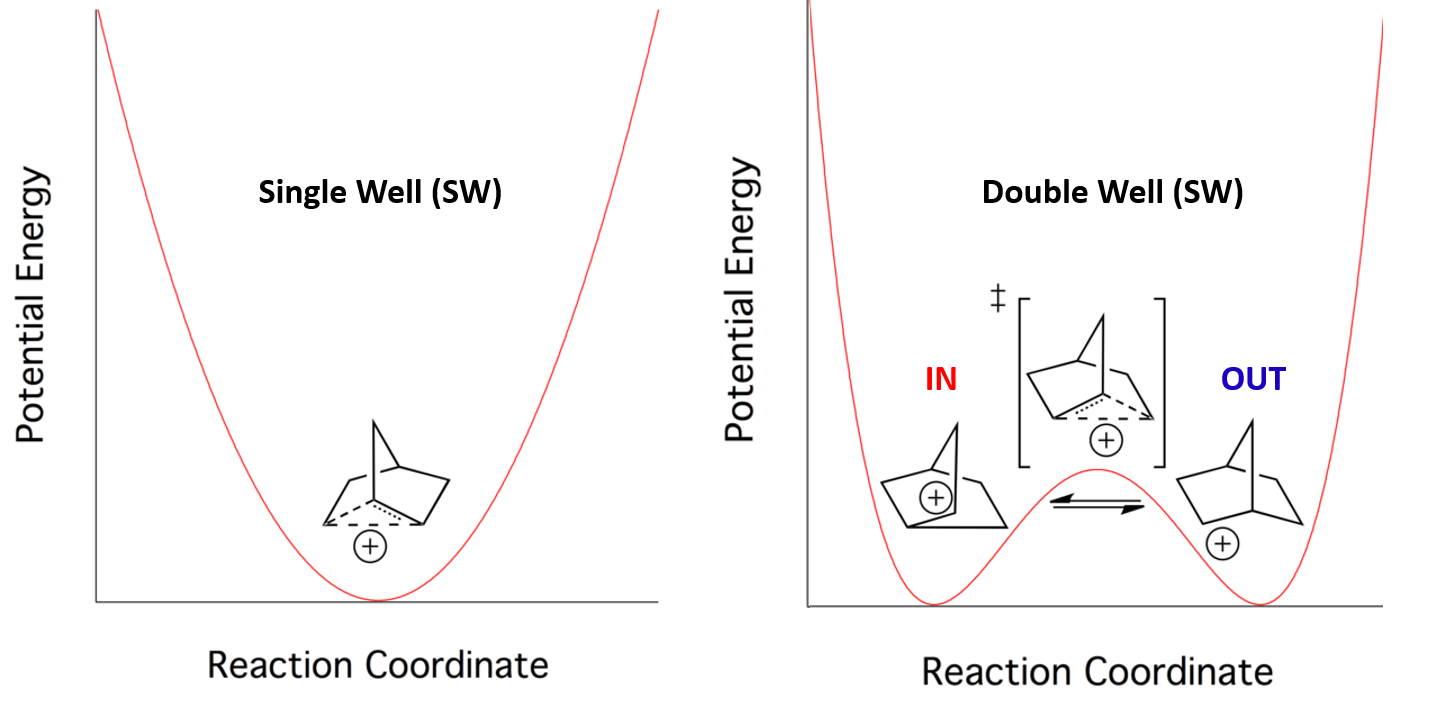 Potential Energy
Single Well (SW)
⊕
Reaction Coordinate
Potential Energy
Double Well (SW)
‡
IN
OUT
⊕
⊕
⊕
Reaction Coordinate